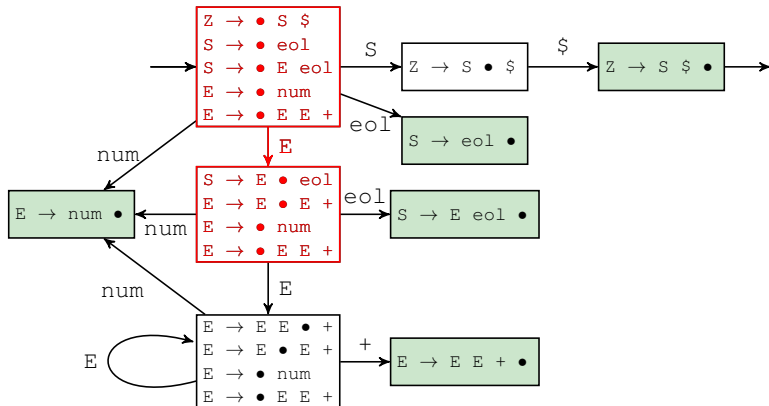 Z → • S $
S → • eol
S → • E eol
E → • num
E → • E E +
S
Z → S • $
$
Z → S $ •
eol
S → eol •
num
E
S → E • eol
E → E • E +
E → • num
E → • E E +
eol
S → E eol •
E → num •
num
num
E
E → E E • +
E → E • E +
E → • num
E → • E E +
E
+
E → E E + •